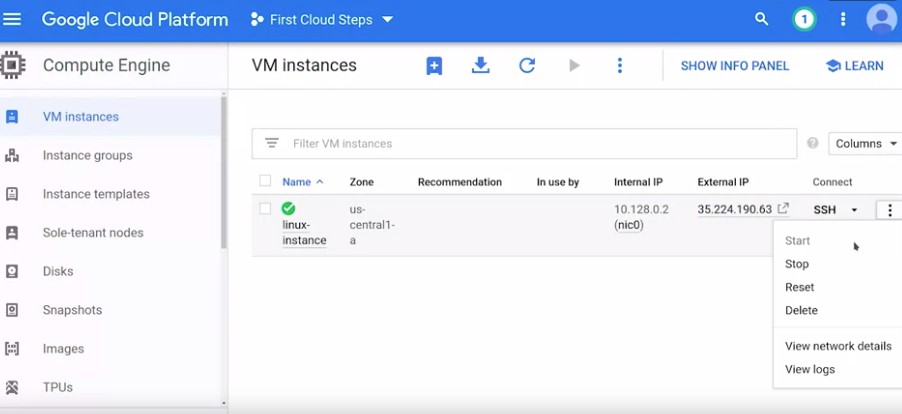 Google Cloud Platform First Cloud Steps 1
Compute Engine
VM instances SHOW INFO PANEL LEARN
VM instances
Instance groups
Instance templates
Sole-tenant nodes
Disks
Snapshots
Images
TPUs
Filter VM instances Columns
Name Zone Recommendation In use by Internal IP External IP Connect
linux-
instance
us-
central1-
a
10.128.0.2
(nic0)
35.224.190.63
SSH
Start
Stop
Reset
Delete
View network details
View logs